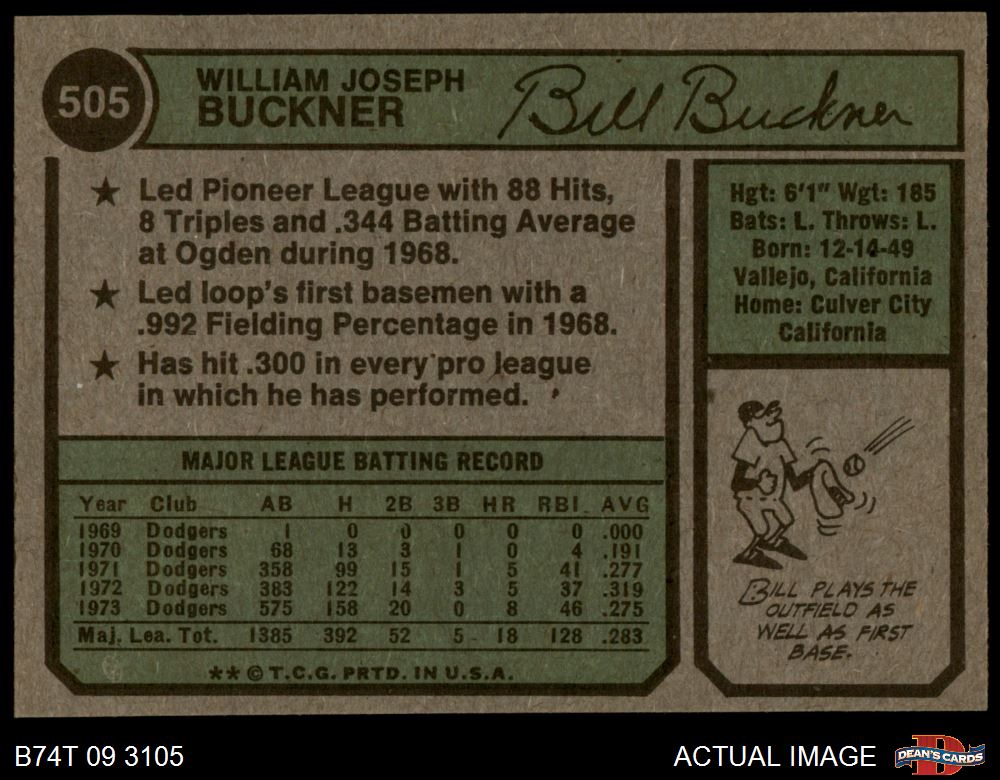 505
WILLIAM JOSEPH
BUCKNER
Bill Buckner
★ Led Pioneer League with 88 Hits,
8 Triples and .344 Batting Average
at Ogden during 1968.
★ Led loop's first basemen with a
.992 Fielding Percentage in 1968.
★ Has hit .300 in every pro league
in which he has performed.
Hgt: 6'1" Wgt: 185
Bats: L. Throws: L.
Born: 12-14-49
Vallejo, California
Home: Culver City
California
MAJOR LEAGUE BATTING RECORD
Year Club AB H 2B 3B HR RBI AVG
1969 Dodgers 1 0 0 0 0 0 .000
1970 Dodgers 68 13 3 1 0 4 .191
1971 Dodgers 358 99 15 1 5 41 .277
1972 Dodgers 383 122 14 3 5 37 .319
1973 Dodgers 575 158 20 0 8 46 .275
Maj. Lea. Tot. 1385 392 52 5 18 128 .283
** © T.C.G. PRTD. IN U.S.A.
BILL PLAYS THE
OUTFIELD AS
WELL AS FIRST
BASE.
B74T 09 3105
ACTUAL IMAGE
D
DEAN'S CARDS